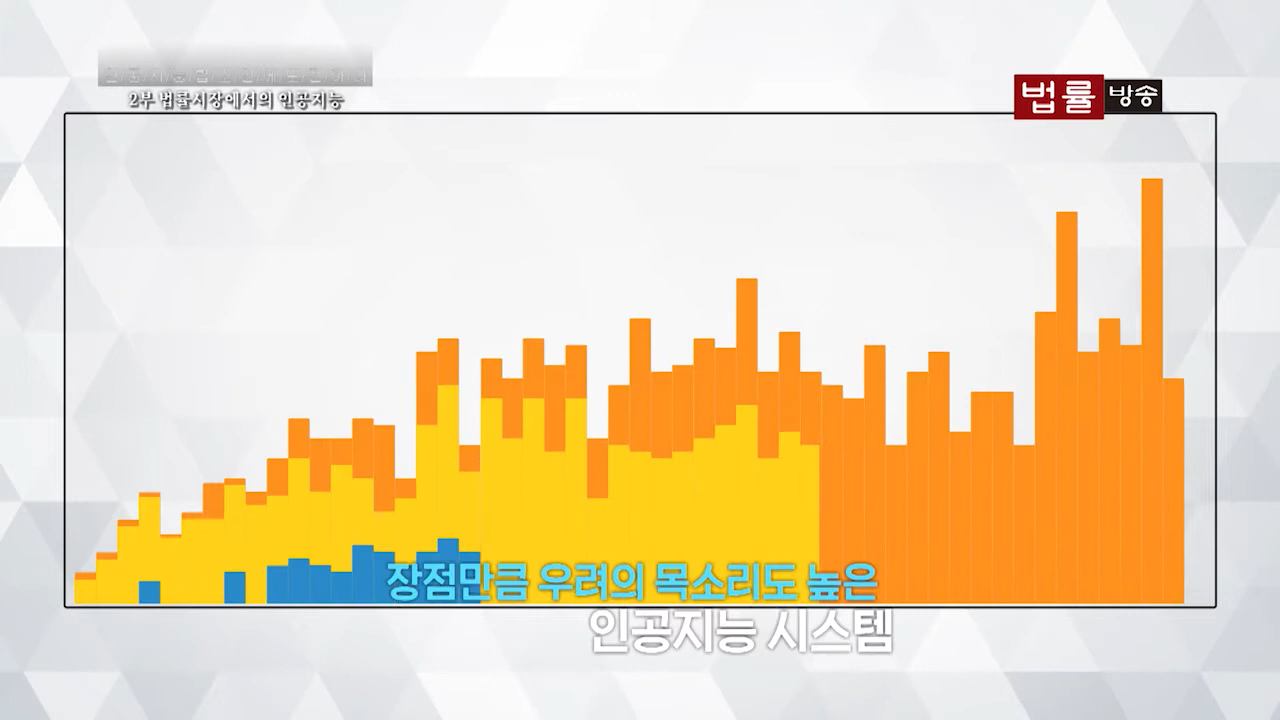 2부 법률시장에서의 인공지능
법률방송
장점만큼 우려의 목소리도 높은
인공지능 시스템